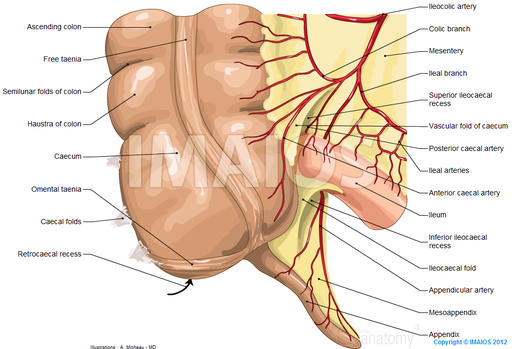 Ascending colon
Free taenia
Semilunar folds of colon
Haustra of colon
Caecum
Omental taenia
Caecal folds
Retrocaecal recess
Ileocolic artery
Colic branch
Mesentery
Ileal branch
Superior ileocaecal
recess
Vascular fold of caecum
Posterior caecal artery
Ileal arteries
Anterior caecal artery
Ileum
Inferior ileocaecal
recess
Ileocaecal fold
Appendicular artery
Mesoappendix
Appendix
IMAIOS
anatomy
Illustrations : A. Micheau - MD
Copyright © IMAIOS 2012